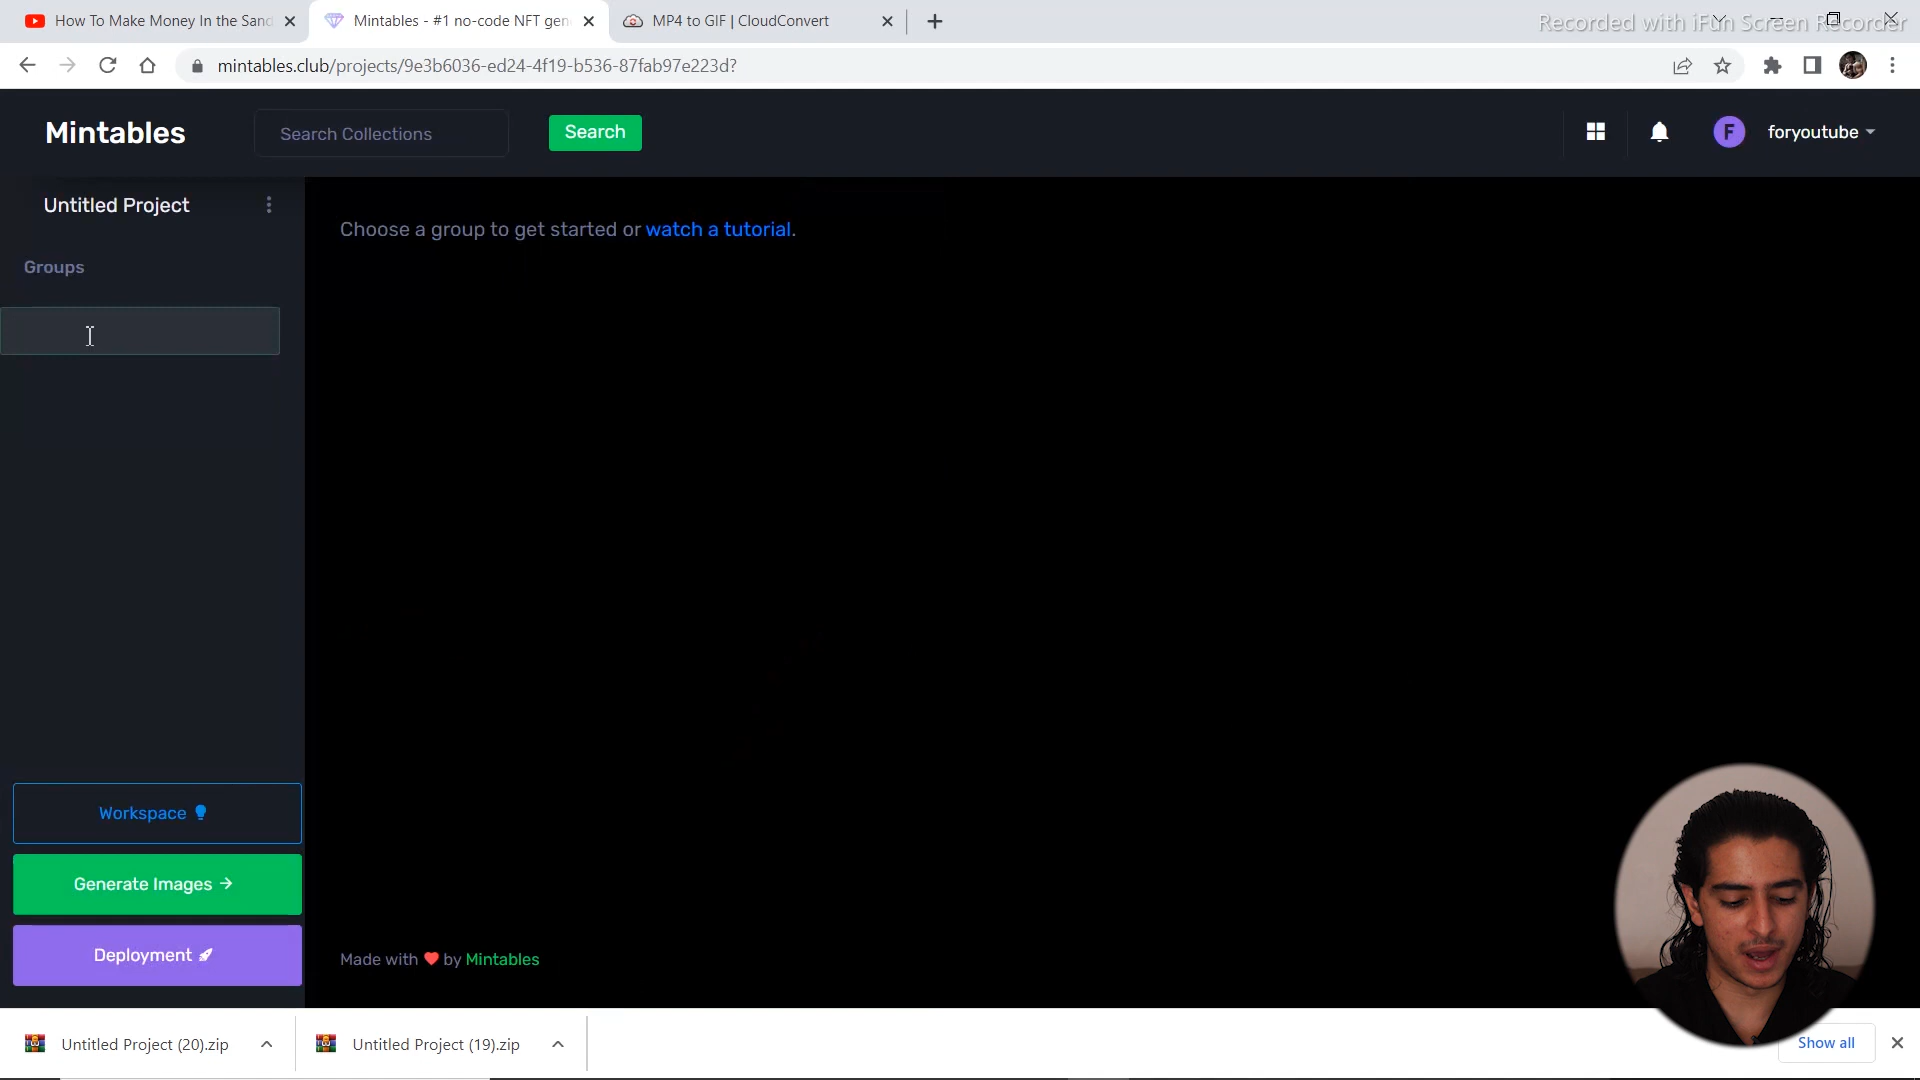 How To Make Money In the Sand
Mintables - #1 no-code NFT gen
MP4 to GIF | CloudConvert
Recorded with iFun Screen Recorder
mintables.club/projects/9e3b6036-ed24-4f19-b536-87fab97e223d?
Mintables
Search Collections
Search
F
foryoutube
Untitled Project
Choose a group to get started or watch a tutorial.
Groups
Workspace
Generate Images →
Deployment
Made with ❤ by Mintables
Untitled Project (20).zip
Untitled Project (19).zip
Show all